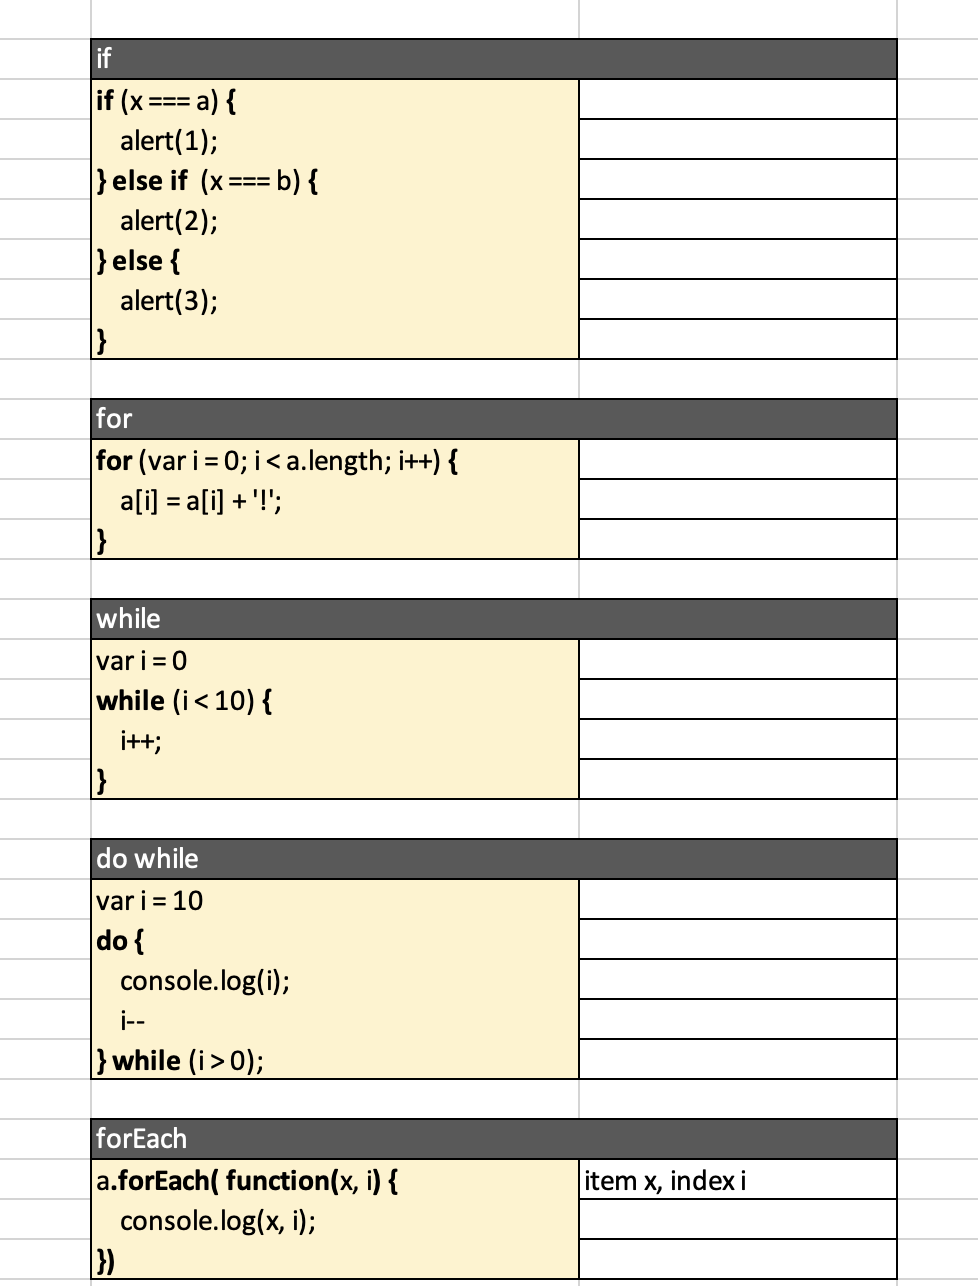 if
if (x === a) {
alert(1);
} else if  (x === b) {
alert(2);
} else {
alert(3);
}
for
for (var i = 0; i < a.length; i++) {
a[i] = a[i] + '!';
}
while
var i = 0
while (i < 10) {
i++;
}
do while
var i = 10
do {
console.log(i);
i--
} while (i > 0);
forEach
a.forEach( function(x, i) { item x, index i
console.log(x, i);
})